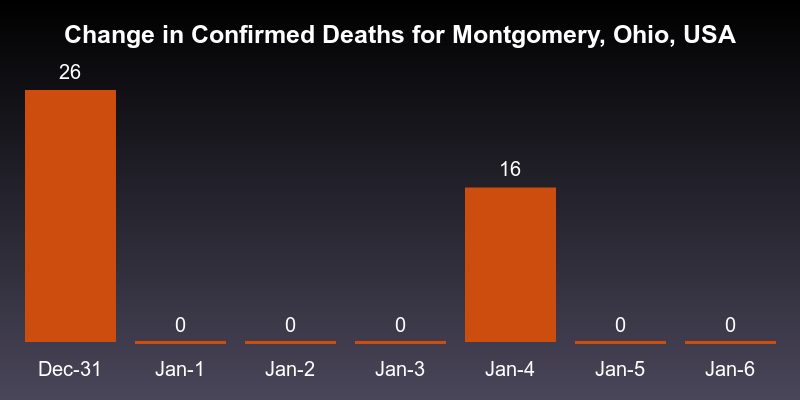 Change in Confirmed Deaths for Montgomery, Ohio, USA
26
16
0 0 0 0 0
Dec-31 Jan-1 Jan-2 Jan-3 Jan-4 Jan-5 Jan-6